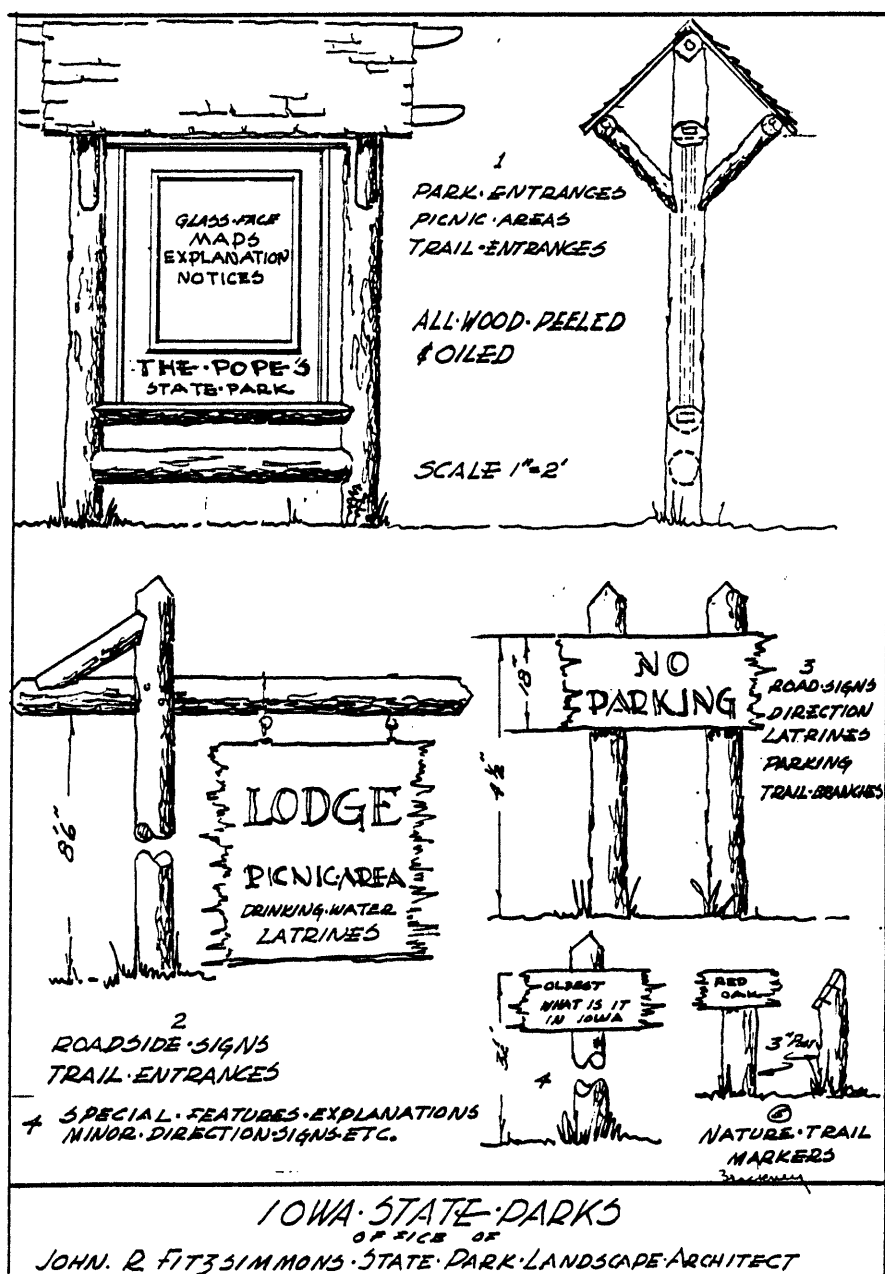 GLASS·FACE
MAPS
EXPLANATION
NOTICES
THE·POPE'S
STATE·PARK
1
PARK·ENTRANCES
PICNIC·AREAS
TRAIL·ENTRANCES
ALL·WOOD·PEELED
& OILED
SCALE 1"=2'
8'6"
LODGE
PICNIC·AREA
DRINKING·WATER
LATRINES
2
ROADSIDE·SIGNS
TRAIL·ENTRANCES
4 SPECIAL·FEATURES·EXPLANATIONS
MINOR·DIRECTION·SIGNS·ETC.
18"
NO
PARKING
3
ROAD·SIGNS
DIRECTION
LATRINES
PARKING
TRAIL·BRANCHES
OLDEST
WHAT IS IT
IN IOWA
4
RED
OAK
5
NATURE·TRAIL
MARKERS
IOWA·STATE·PARKS
OFFICE OF
JOHN. R FITZSIMMONS·STATE·PARK·LANDSCAPE·ARCHITECT